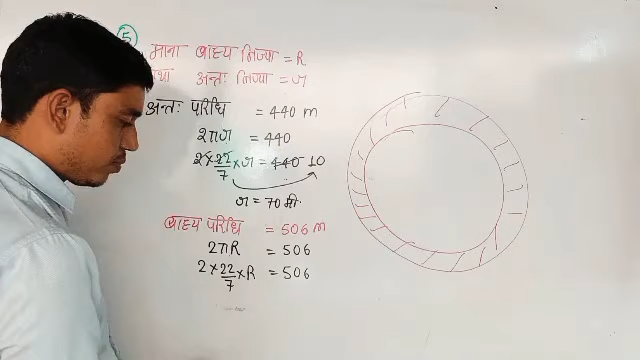 5
माना बाह्य त्रिज्या = R
तथा अन्तः त्रिज्या = r
अन्तः परिधि = 440 m
2πr = 440
2 × 22/7 × r = 440 10
r = 70 मी.
बाह्य परिधि = 506 m
2πR = 506
2 × 22/7 × R = 506